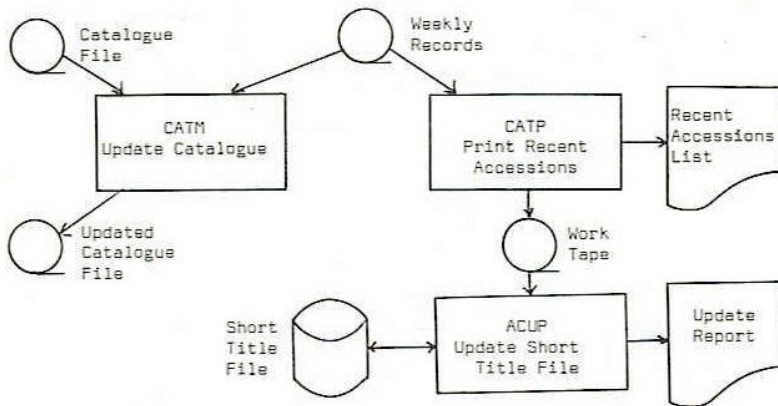 Catalogue
File
Weekly
Records
CATM
Update Catalogue
CATP
Print Recent
Accessions
Recent
Accessions
List
Updated
Catalogue
File
Work
Tape
Short
Title
File
ACUP
Update Short
Title File
Update
Report